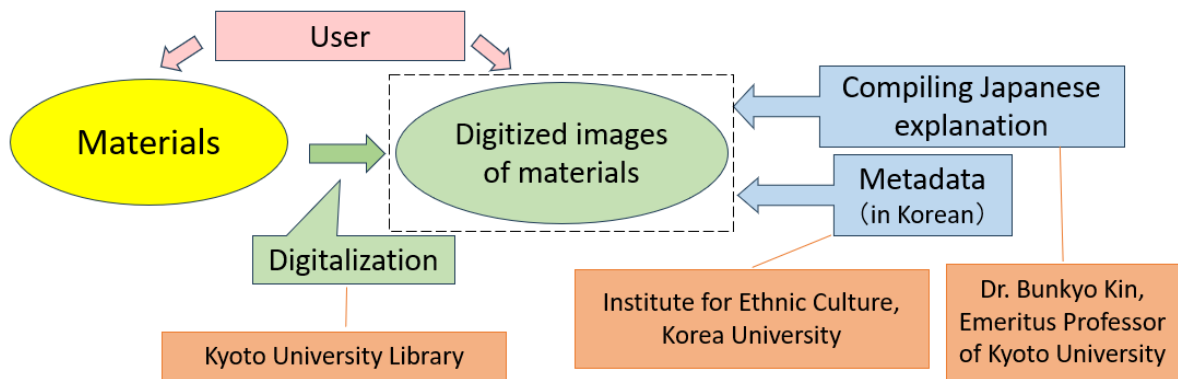 User
Materials
Digitized images
of materials
Compiling Japanese
explanation
Metadata
（in Korean）
Digitalization
Institute for Ethnic Culture,
Korea University
Dr. Bunkyo Kin,
Emeritus Professor
of Kyoto University
Kyoto University Library